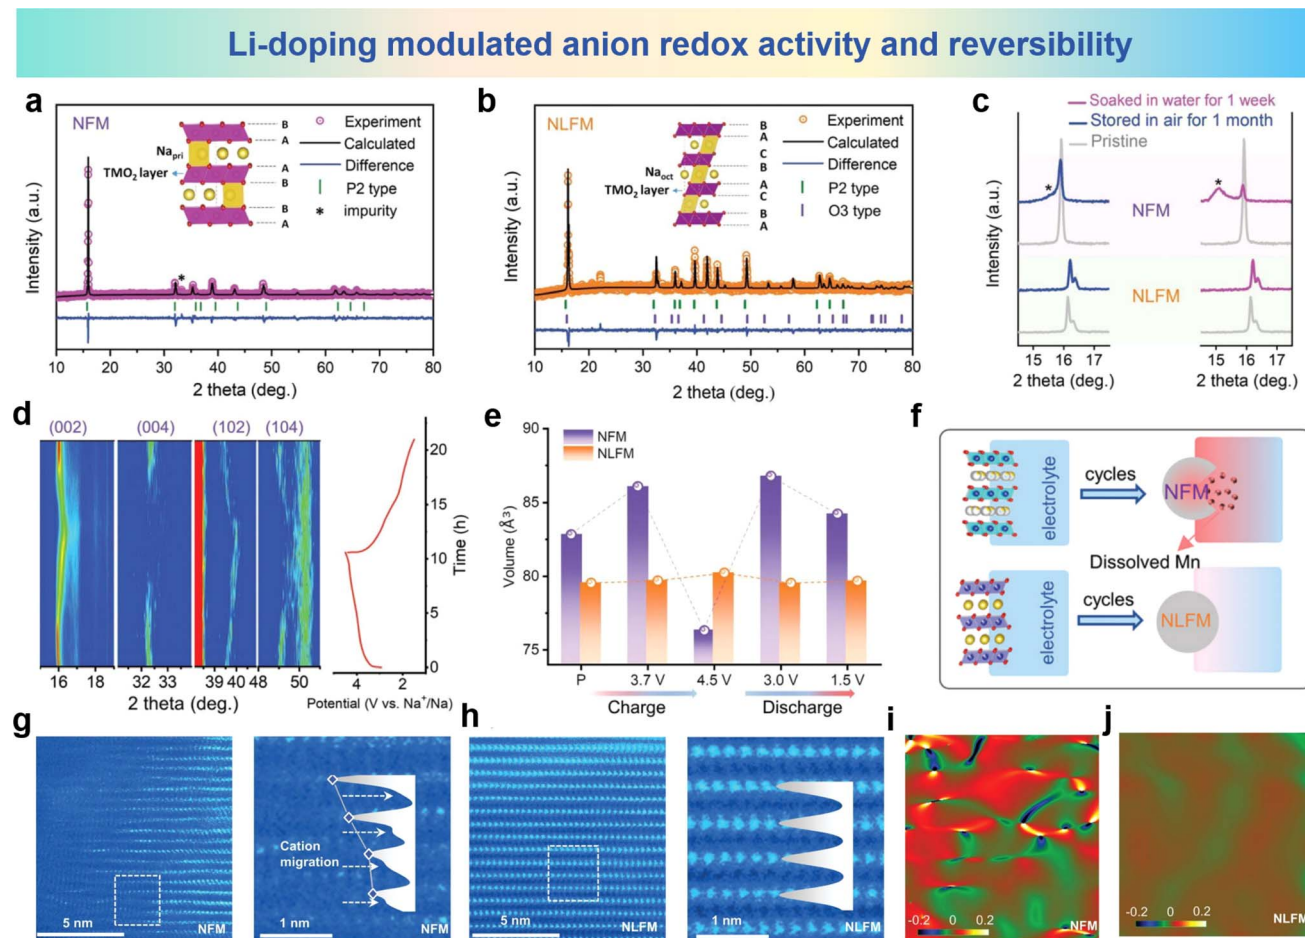 Li-doping modulated anion redox activity and reversibility
a
NFM
Na_pri
TMO₂ layer
B
A
A
B
B
A
Experiment
Calculated
Difference
P2 type
* impurity
*
Intensity (a.u.)
10 20 30 40 50 60 70 80
2 theta (deg.)
b
NLFM
Na_oct
TMO₂ layer
B
A
C
B
A
C
B
A
Experiment
Calculated
Difference
P2 type
O3 type
Intensity (a.u.)
10 20 30 40 50 60 70 80
2 theta (deg.)
c
Soaked in water for 1 week
Stored in air for 1 month
Pristine
*
*
NFM
NLFM
Intensity (a.u.)
15 16 17
15 16 17
2 theta (deg.)
2 theta (deg.)
d
(002) (004) (102) (104)
16 18 32 33 39 40 48 50
2 theta (deg.)
20
15
10
5
0
Time (h)
4 2
Potential (V vs. Na⁺/Na)
e
90
85
80
75
Volume (Å³)
NFM
NLFM
P 3.7 V 4.5 V 3.0 V 1.5 V
Charge Discharge
f
electrolyte
cycles
NFM
Dissolved Mn
electrolyte
cycles
NLFM
g
5 nm
NFM
Cation
migration
1 nm
NFM
h
5 nm
NLFM
1 nm
NLFM
i
-0.2 0 0.2
NFM
j
-0.2 0 0.2
NLFM